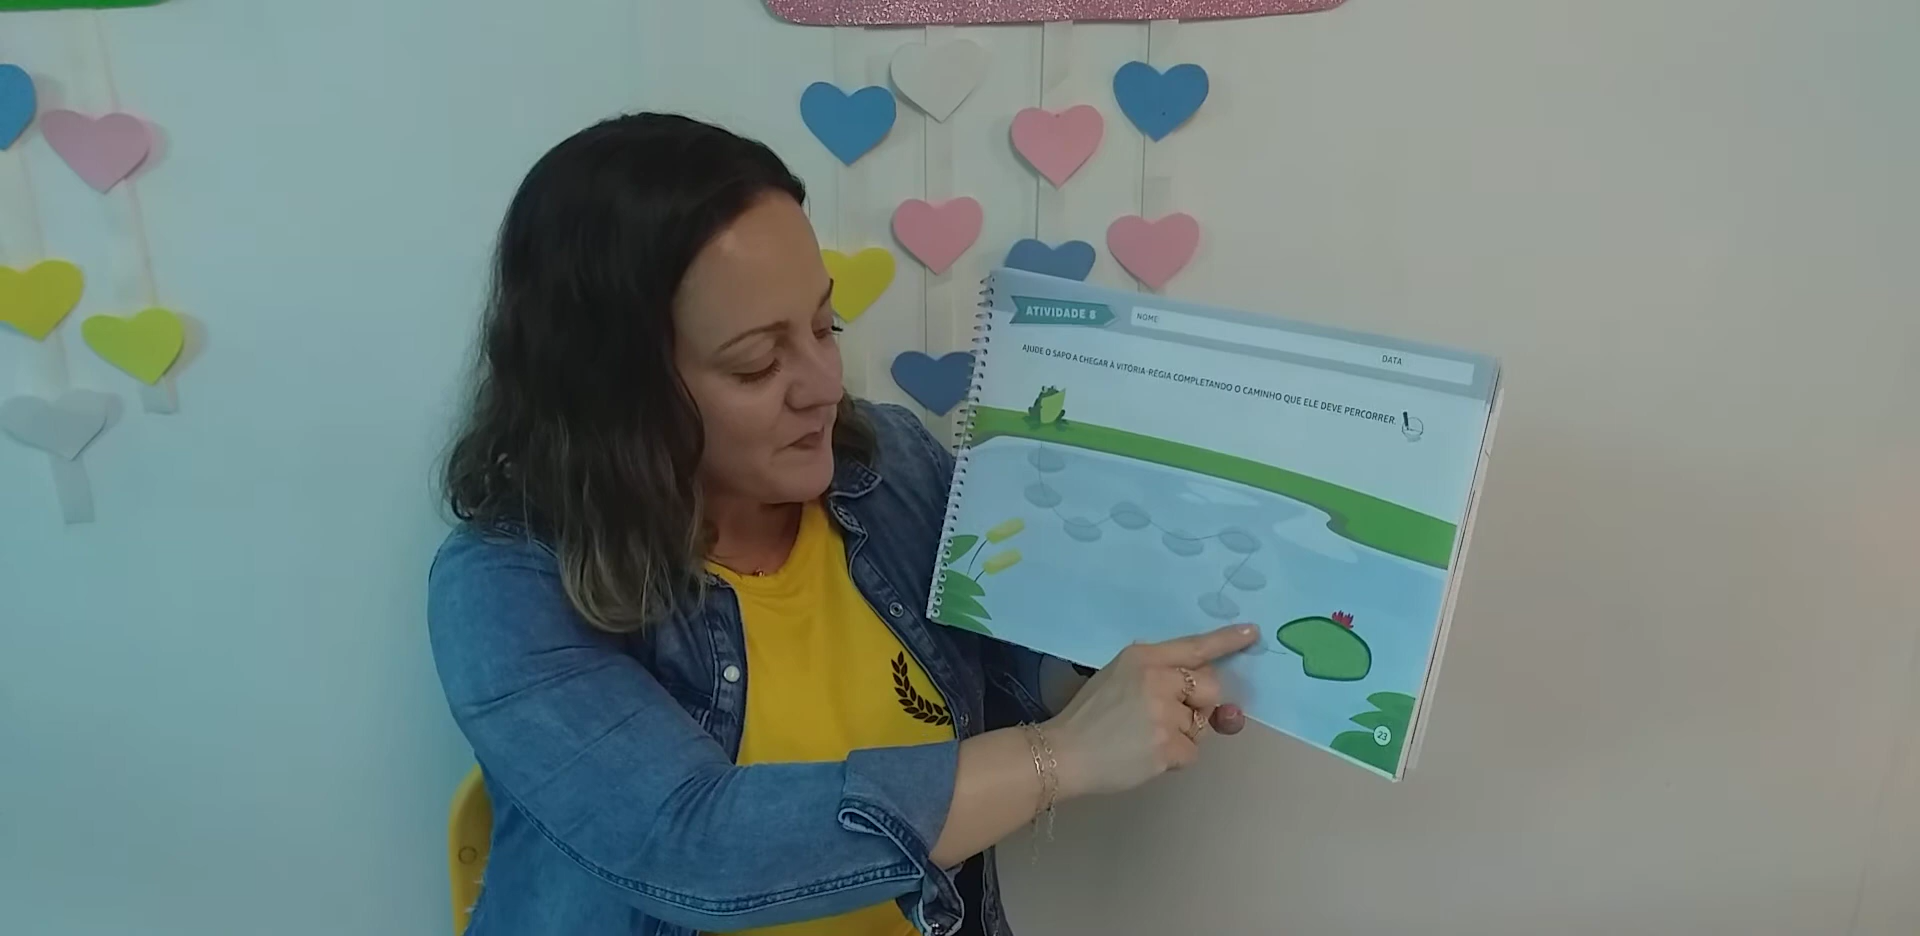 ATIVIDADE 8
NOME:
DATA
AJUDE O SAPO A CHEGAR À VITÓRIA-RÉGIA COMPLETANDO O CAMINHO QUE ELE DEVE PERCORRER.
23